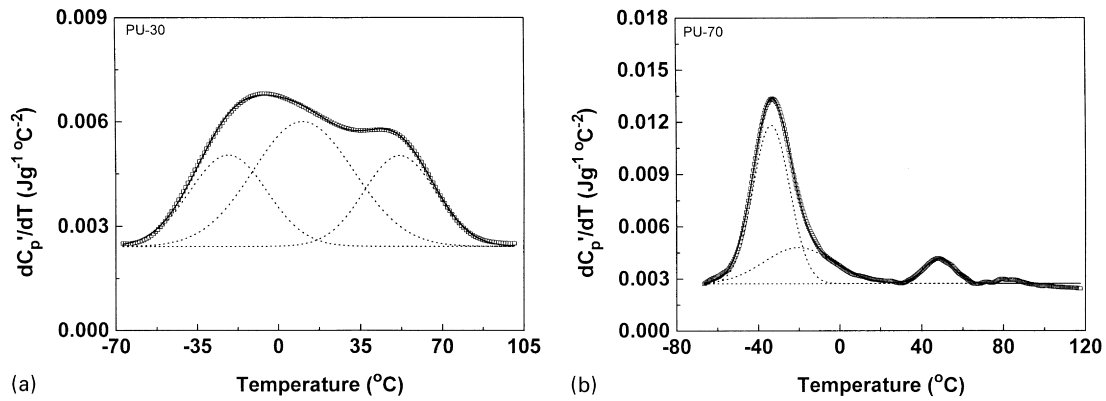 PU-30
0.009
0.006
0.003
0.000
dCp'/dT (Jg⁻¹ °C⁻²)
-70 -35 0 35 70 105
Temperature (°C)
(a)
PU-70
0.018
0.015
0.012
0.009
0.006
0.003
0.000
dCp'/dT (Jg⁻¹ °C⁻²)
-80 -40 0 40 80 120
Temperature (°C)
(b)